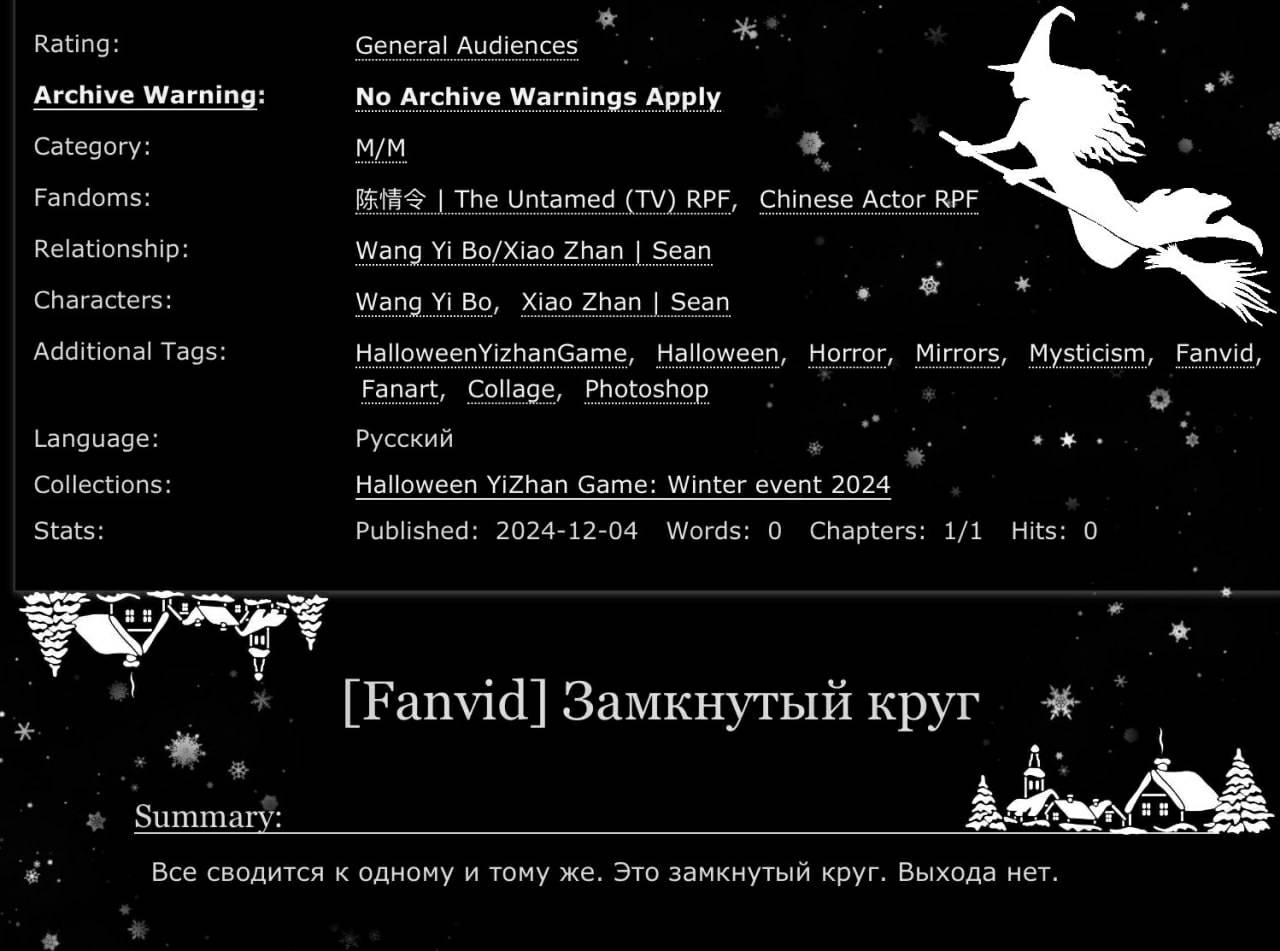 Rating: General Audiences
Archive Warning: No Archive Warnings Apply
Category: M/M
Fandoms: 陈情令 | The Untamed (TV) RPF, Chinese Actor RPF
Relationship: Wang Yi Bo/Xiao Zhan | Sean
Characters: Wang Yi Bo, Xiao Zhan | Sean
Additional Tags: HalloweenYizhanGame, Halloween, Horror, Mirrors, Mysticism, Fanvid,
Fanart, Collage, Photoshop
Language: Русский
Collections: Halloween YiZhan Game: Winter event 2024
Stats: Published: 2024-12-04 Words: 0 Chapters: 1/1 Hits: 0
[Fanvid] Замкнутый круг
Summary:
Все сводится к одному и тому же. Это замкнутый круг. Выхода нет.